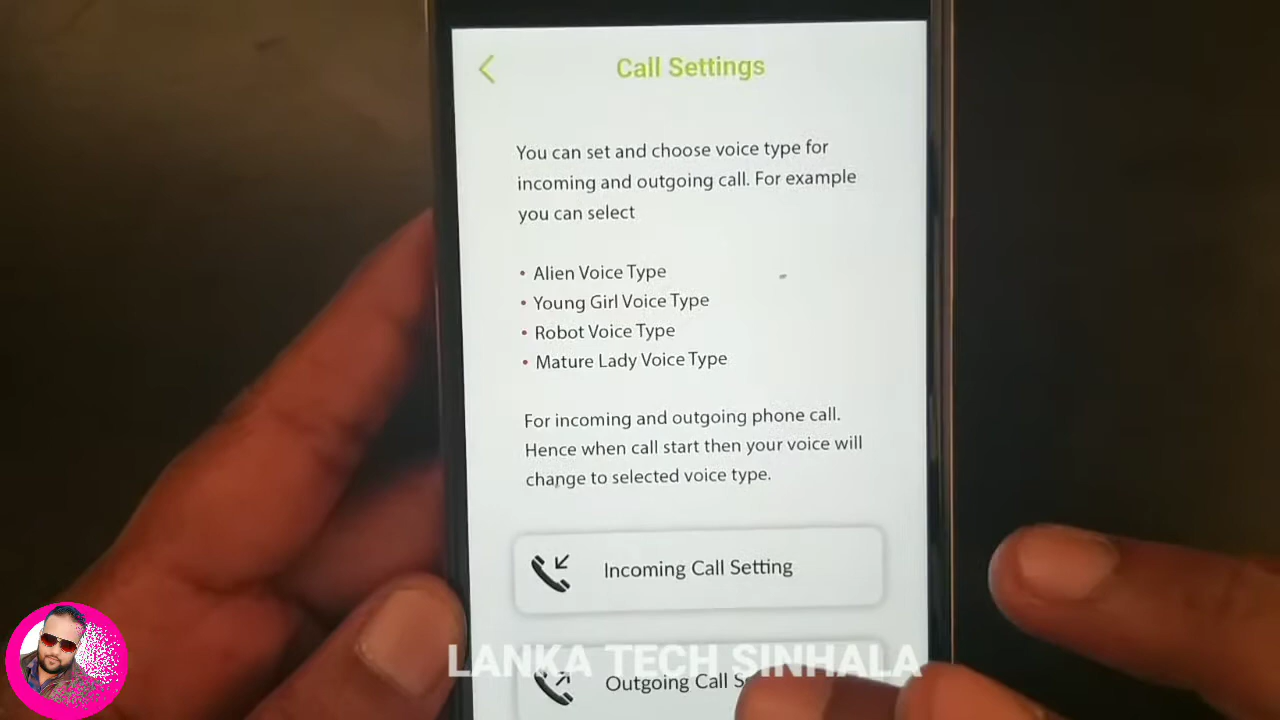 Call Settings
You can set and choose voice type for
incoming and outgoing call. For example
you can select
• Alien Voice Type
• Young Girl Voice Type
• Robot Voice Type
• Mature Lady Voice Type
For incoming and outgoing phone call.
Hence when call start then your voice will
change to selected voice type.
Incoming Call Setting
LANKA TECH SINHALA
Outgoing Call